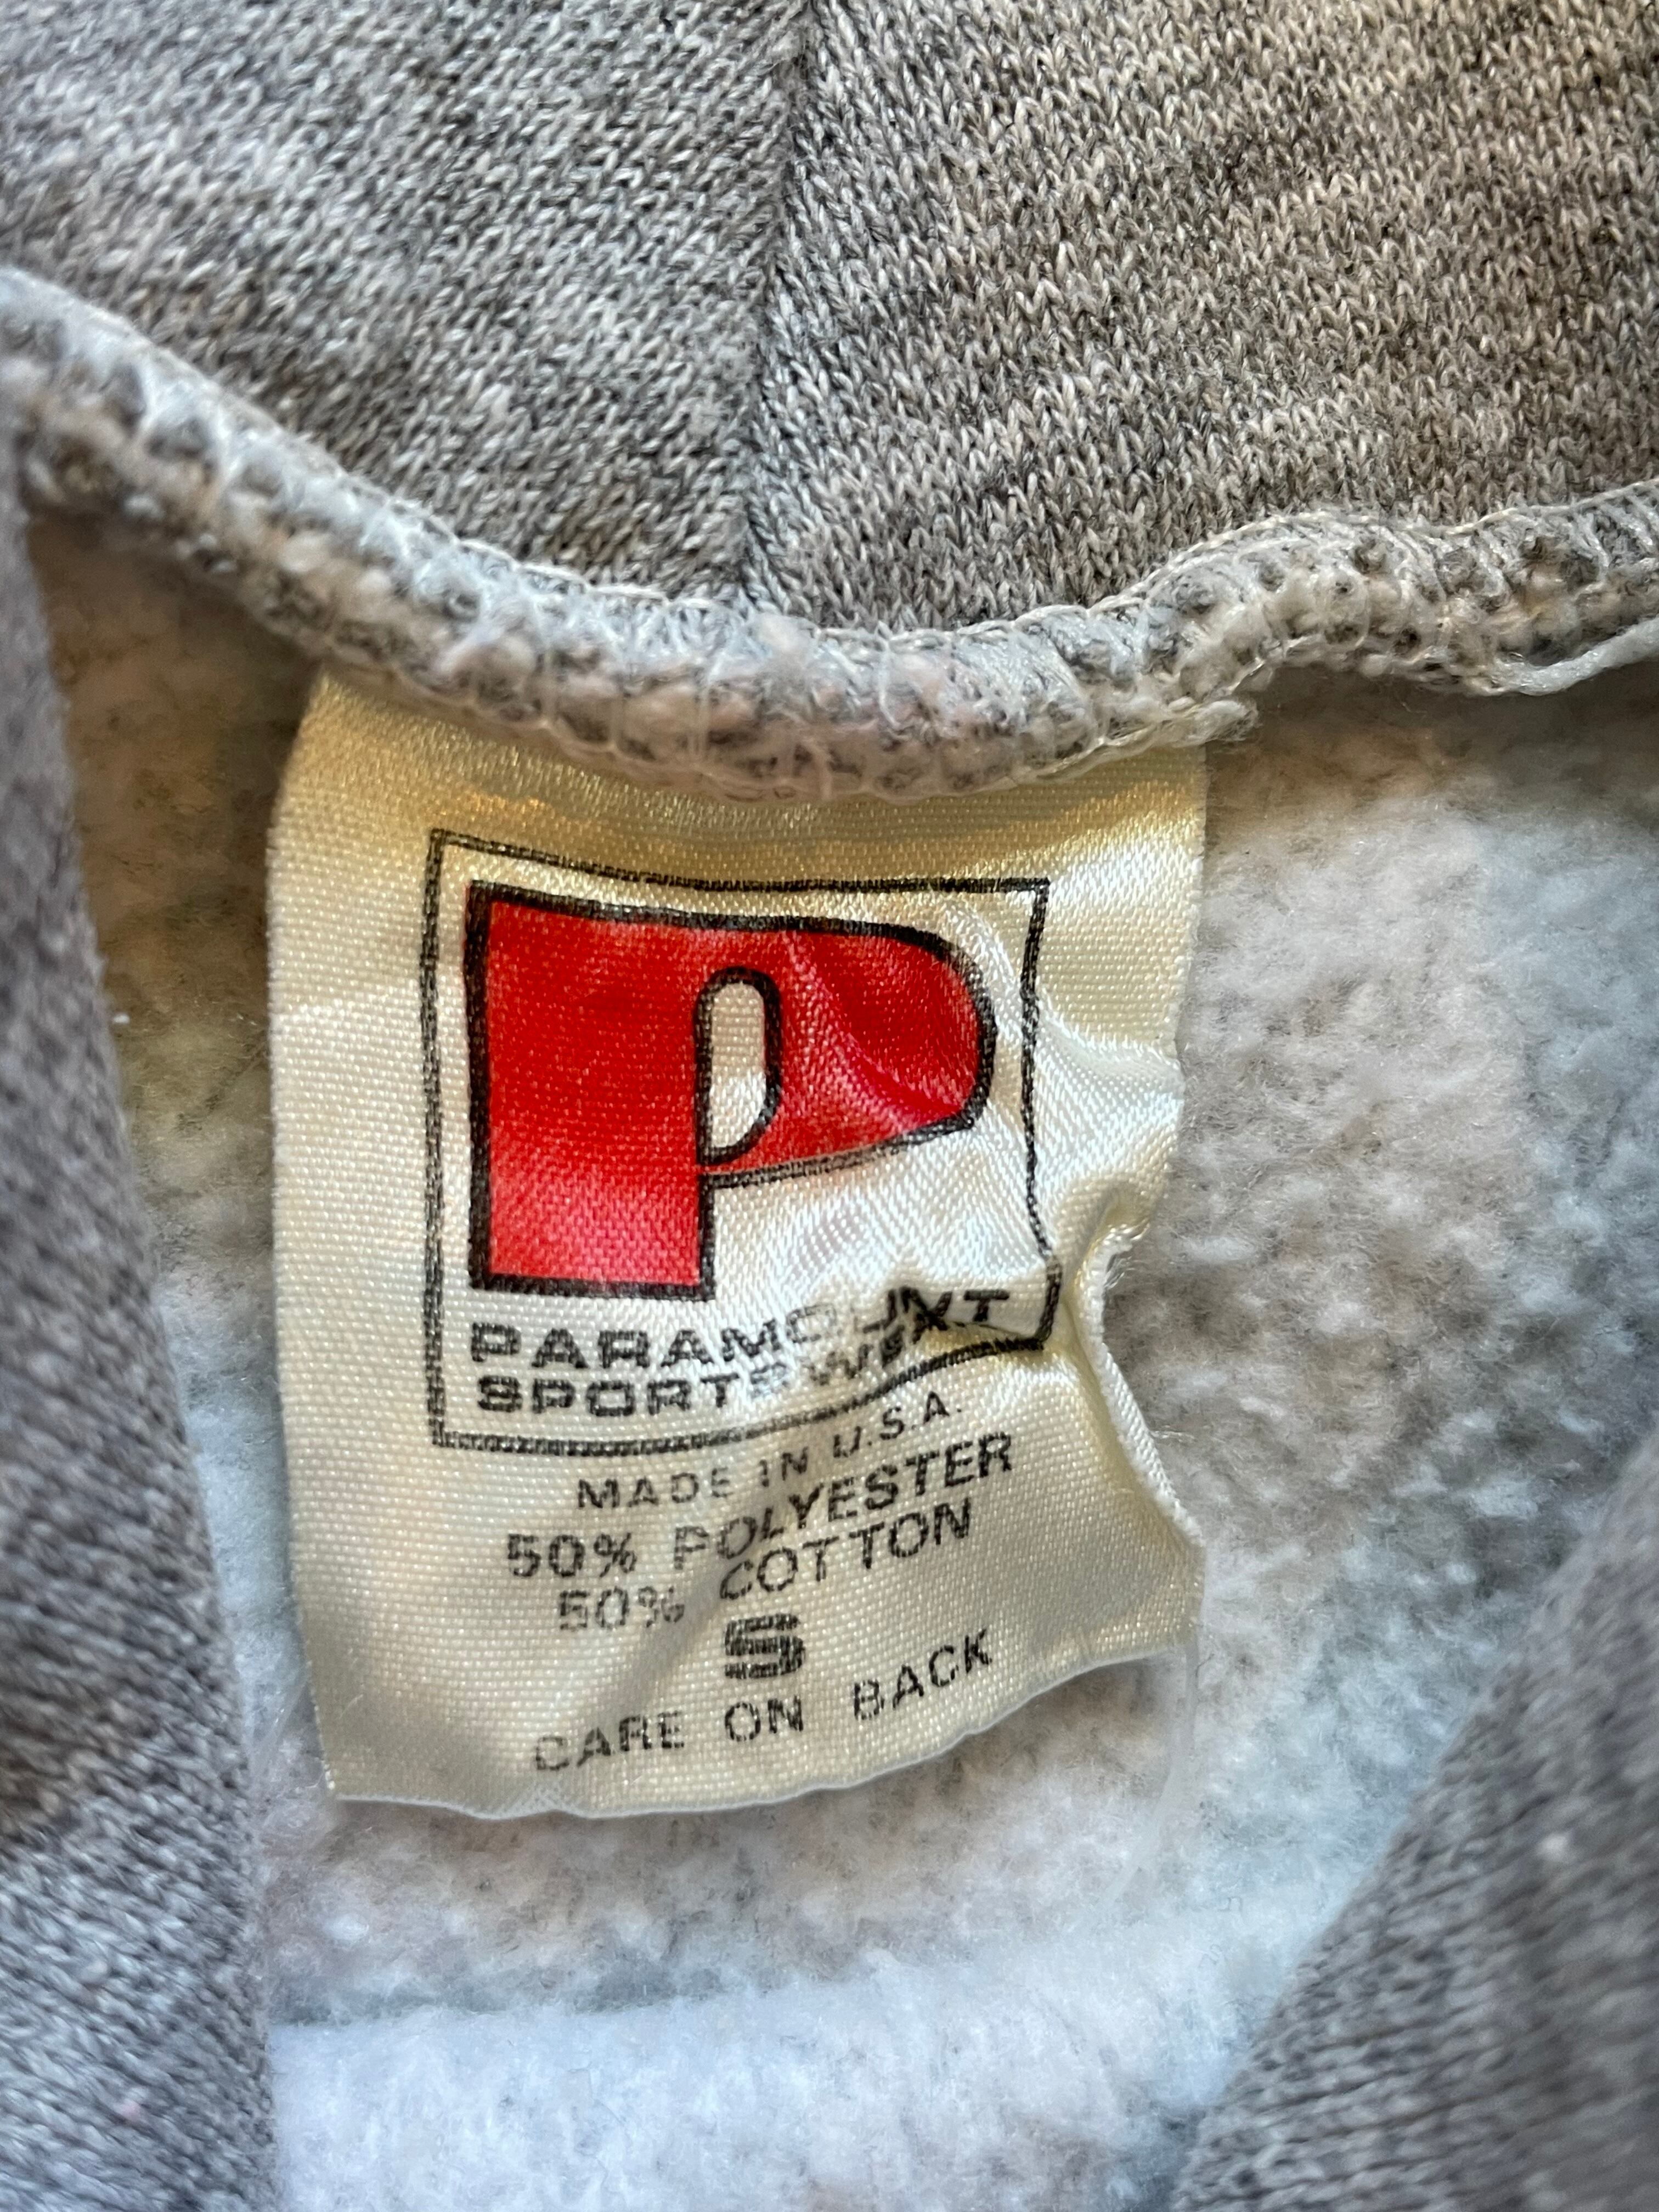 P
PARAMOUNT
SPORTSWEAR
MADE IN U.S.A.
50% POLYESTER
50% COTTON
S
CARE ON BACK